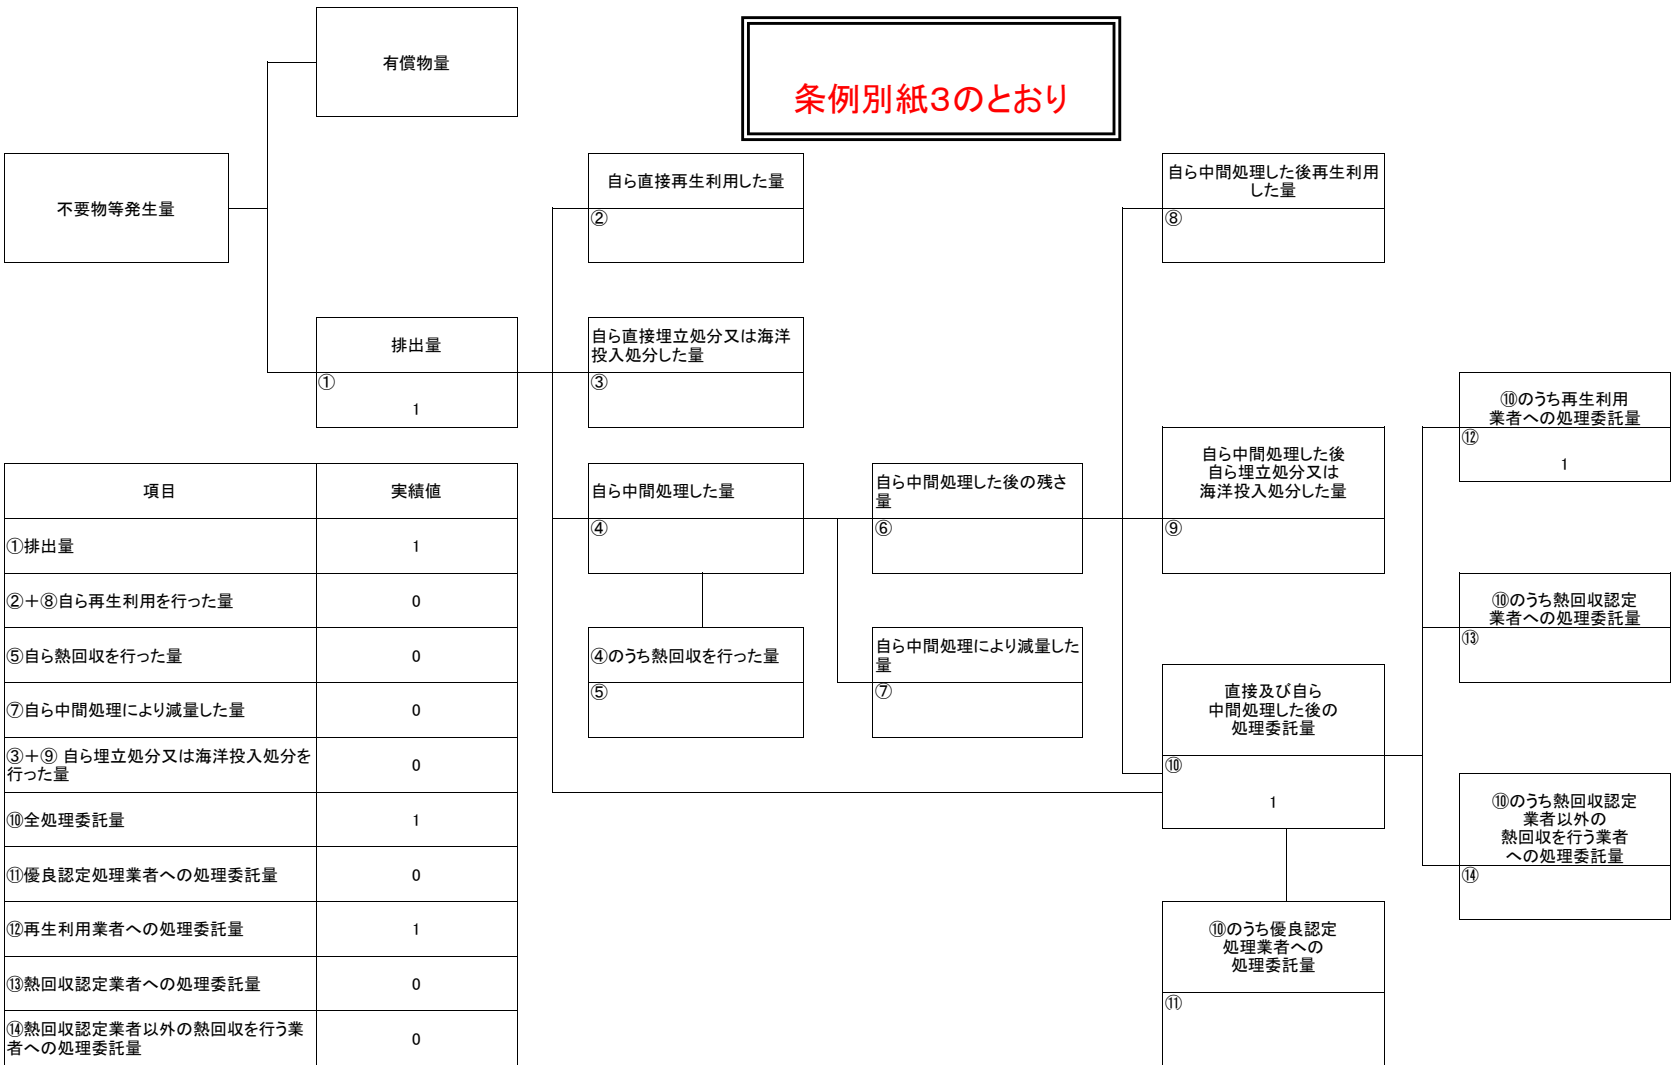 有償物量
条例別紙3のとおり
不要物等発生量
自ら直接再生利用した量
②
自ら中間処理した後再生利用
した量
⑧
排出量
①
1
自ら直接埋立処分又は海洋
投入処分した量
③
⑩のうち再生利用
業者への処理委託量
⑫
1
項目
実績値
①排出量
1
②+⑧自ら再生利用を行った量
0
⑤自ら熱回収を行った量
0
⑦自ら中間処理により減量した量
0
③+⑨ 自ら埋立処分又は海洋投入処分を
行った量
0
⑩全処理委託量
1
⑪優良認定処理業者への処理委託量
0
⑫再生利用業者への処理委託量
1
⑬熱回収認定業者への処理委託量
0
⑭熱回収認定業者以外の熱回収を行う業
者への処理委託量
0
自ら中間処理した量
④
自ら中間処理した後の残さ
量
⑥
自ら中間処理した後
自ら埋立処分又は
海洋投入処分した量
⑨
④のうち熱回収を行った量
⑤
自ら中間処理により減量した
量
⑦
⑩のうち熱回収認定
業者への処理委託量
⑬
直接及び自ら
中間処理した後の
処理委託量
⑩
1
⑩のうち熱回収認定
業者以外の
熱回収を行う業者
への処理委託量
⑭
⑩のうち優良認定
処理業者への
処理委託量
⑪